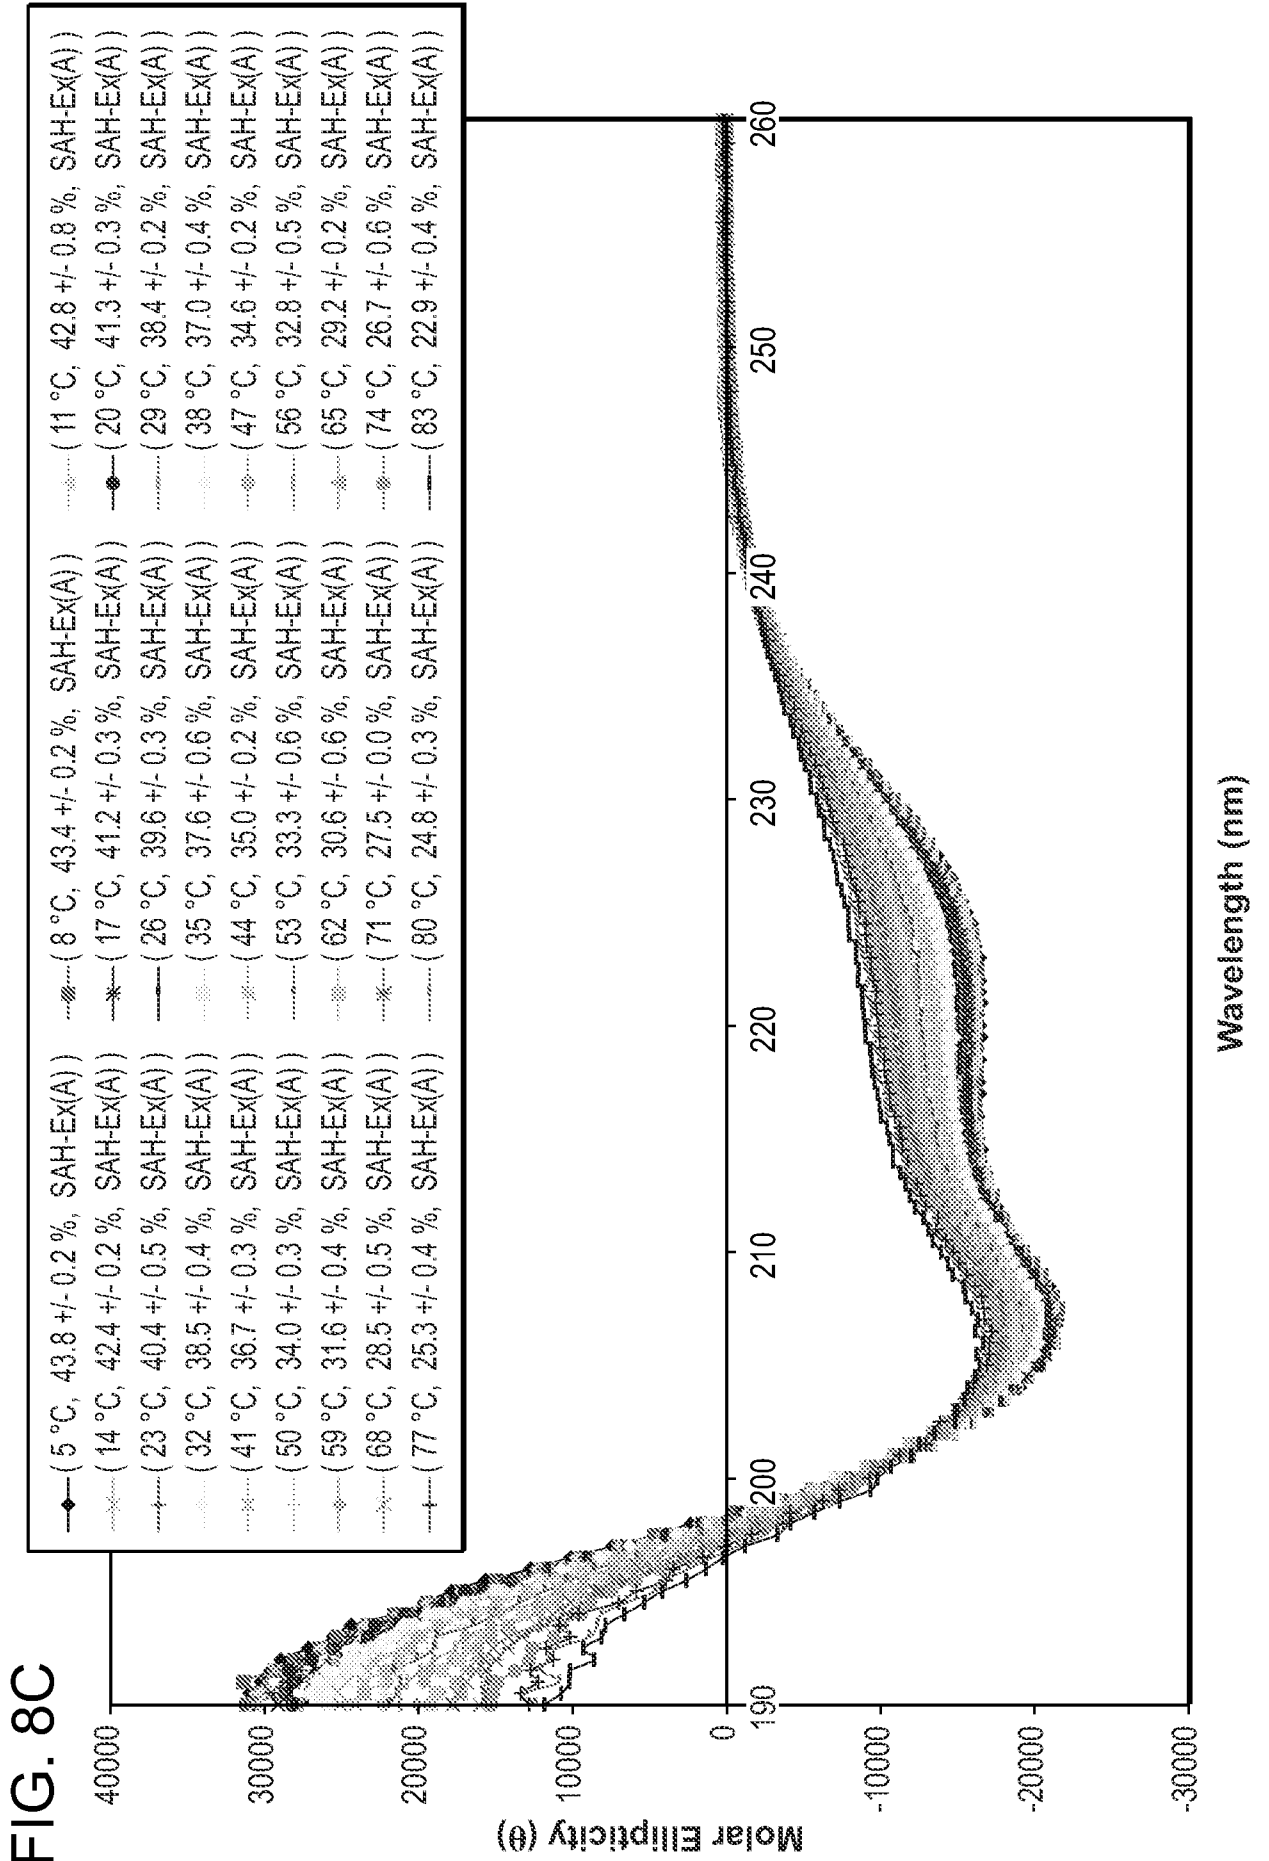 FIG. 8C
(5 °C, 43.8 +/- 0.2 %, SAH-Ex(A)) (8 °C, 43.4 +/- 0.2 %, SAH-Ex(A)) (11 °C, 42.8 +/- 0.8 %, SAH-Ex(A))
(14 °C, 42.4 +/- 0.2 %, SAH-Ex(A)) (17 °C, 41.2 +/- 0.3 %, SAH-Ex(A)) (20 °C, 41.3 +/- 0.3 %, SAH-Ex(A))
(23 °C, 40.4 +/- 0.5 %, SAH-Ex(A)) (26 °C, 39.6 +/- 0.3 %, SAH-Ex(A)) (29 °C, 38.4 +/- 0.2 %, SAH-Ex(A))
(32 °C, 38.5 +/- 0.4 %, SAH-Ex(A)) (35 °C, 37.6 +/- 0.6 %, SAH-Ex(A)) (38 °C, 37.0 +/- 0.4 %, SAH-Ex(A))
(41 °C, 36.7 +/- 0.3 %, SAH-Ex(A)) (44 °C, 35.0 +/- 0.2 %, SAH-Ex(A)) (47 °C, 34.6 +/- 0.2 %, SAH-Ex(A))
(50 °C, 34.0 +/- 0.3 %, SAH-Ex(A)) (53 °C, 33.3 +/- 0.6 %, SAH-Ex(A)) (56 °C, 32.8 +/- 0.5 %, SAH-Ex(A))
(59 °C, 31.6 +/- 0.4 %, SAH-Ex(A)) (62 °C, 30.6 +/- 0.6 %, SAH-Ex(A)) (65 °C, 29.2 +/- 0.2 %, SAH-Ex(A))
(68 °C, 28.5 +/- 0.5 %, SAH-Ex(A)) (71 °C, 27.5 +/- 0.0 %, SAH-Ex(A)) (74 °C, 26.7 +/- 0.6 %, SAH-Ex(A))
(77 °C, 25.3 +/- 0.4 %, SAH-Ex(A)) (80 °C, 24.8 +/- 0.3 %, SAH-Ex(A)) (83 °C, 22.9 +/- 0.4 %, SAH-Ex(A))
40000
30000
20000
10000
0
-10000
-20000
-30000
Molar Ellipticity (θ)
190 200 210 220 230 240 250 260
Wavelength (nm)